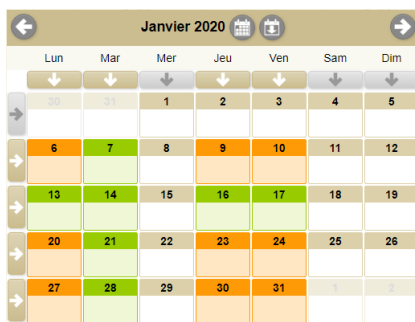 Janvier 2020
Lun Mar Mer Jeu Ven Sam Dim
30 31 1 2 3 4 5
6 7 8 9 10 11 12
13 14 15 16 17 18 19
20 21 22 23 24 25 26
27 28 29 30 31 1 2